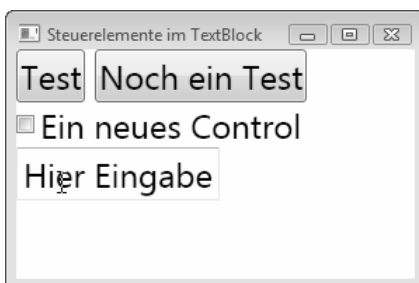 Steuerelemente im TextBlock
Test Noch ein Test
Ein neues Control
Hier Eingabe